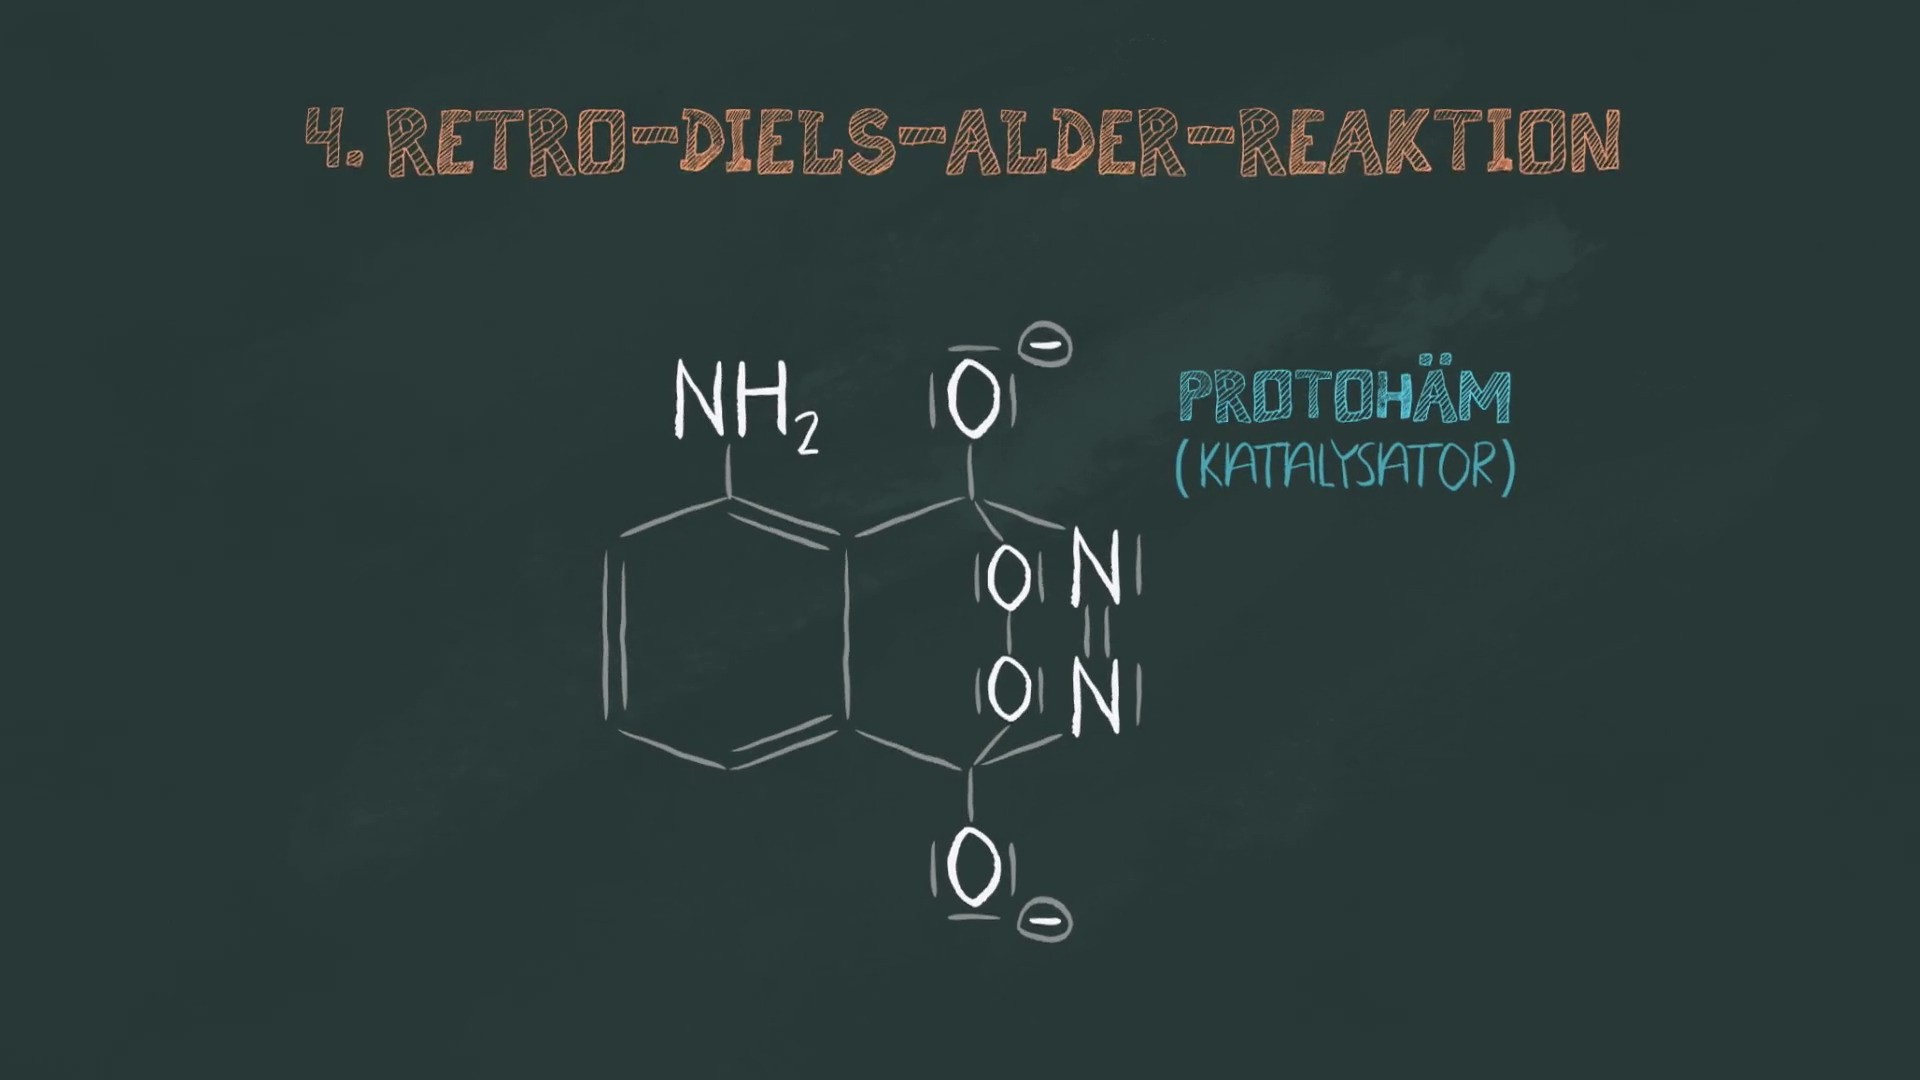 4. RETRO-DIELS-ALDER-REAKTION
NH₂
O
−
PROTOHÄM
(KATALYSATOR)
O N
O N
O
−